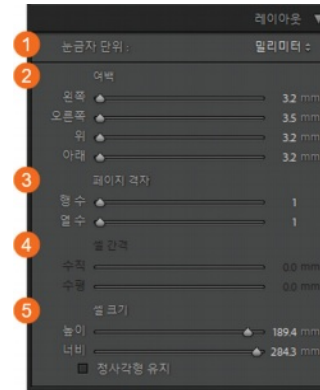 레이아웃 ▼
1 눈금자 단위 : 밀리미터
2 여백
왼쪽 3.2 mm
오른쪽 3.5 mm
위 3.2 mm
아래 3.2 mm
3 페이지 격자
행 수 1
열 수 1
4 셀 간격
수직 0.0 mm
수평 0.0 mm
5 셀 크기
높이 189.4 mm
너비 284.3 mm
정사각형 유지